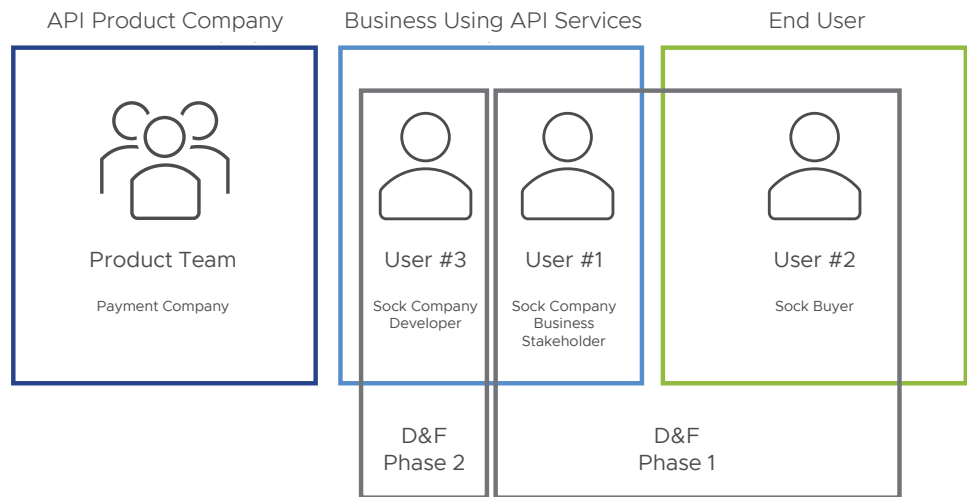 API Product Company
Business Using API Services
End User
Product Team
Payment Company
User #3
Sock Company
Developer
User #1
Sock Company
Business
Stakeholder
User #2
Sock Buyer
D&F
Phase 2
D&F
Phase 1